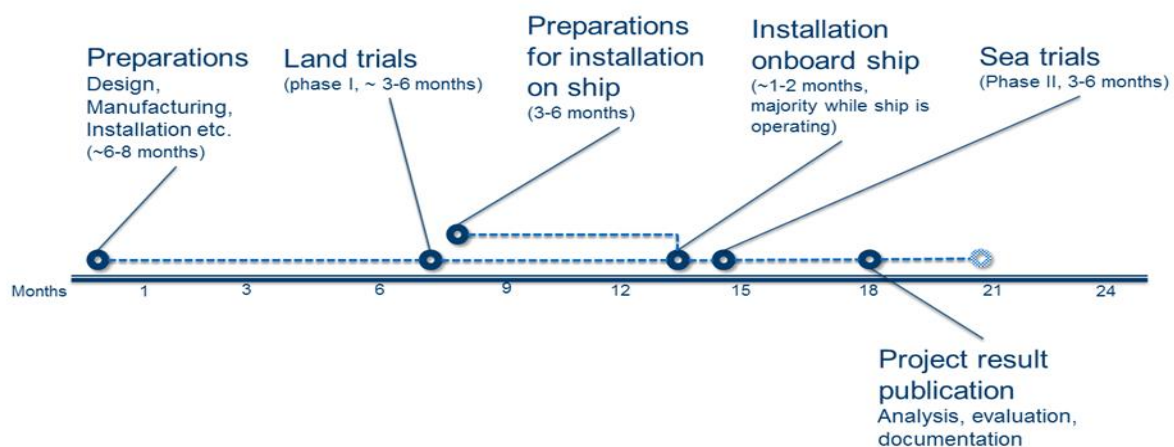 Preparations
Design,
Manufacturing,
Installation etc.
(~6-8 months)
Land trials
(phase I, ~ 3-6 months)
Preparations
for installation
on ship
(3-6 months)
Installation
onboard ship
(~1-2 months,
majority while ship is
operating)
Sea trials
(Phase II, 3-6 months)
Months 1 3 6 9 12 15 18 21 24
Project result
publication
Analysis, evaluation,
documentation